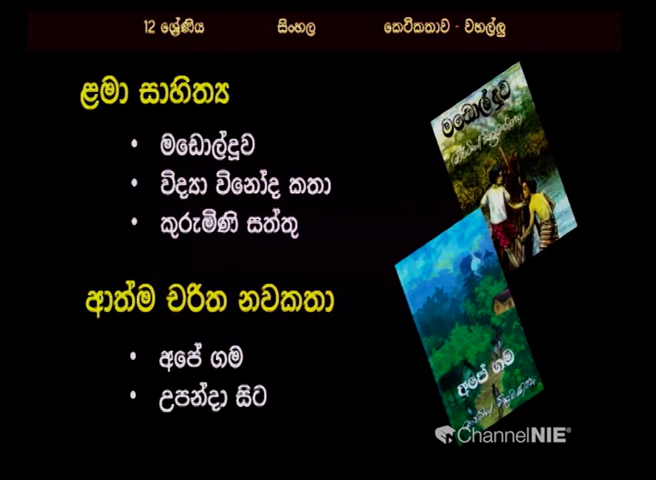 12 ශ්‍රේණිය සිංහල කෙටිකතාව - වහල්ලු
ළමා සාහිත්‍ය
• මඩොල්දූව
• විද්‍යා විනෝද කතා
• කුරුමිණි සත්තු
ආත්ම චරිත නවකතා
• අපේ ගම
• උපන්දා සිට
මඩොල්දූව
අපේ ගම
ChannelNIE®